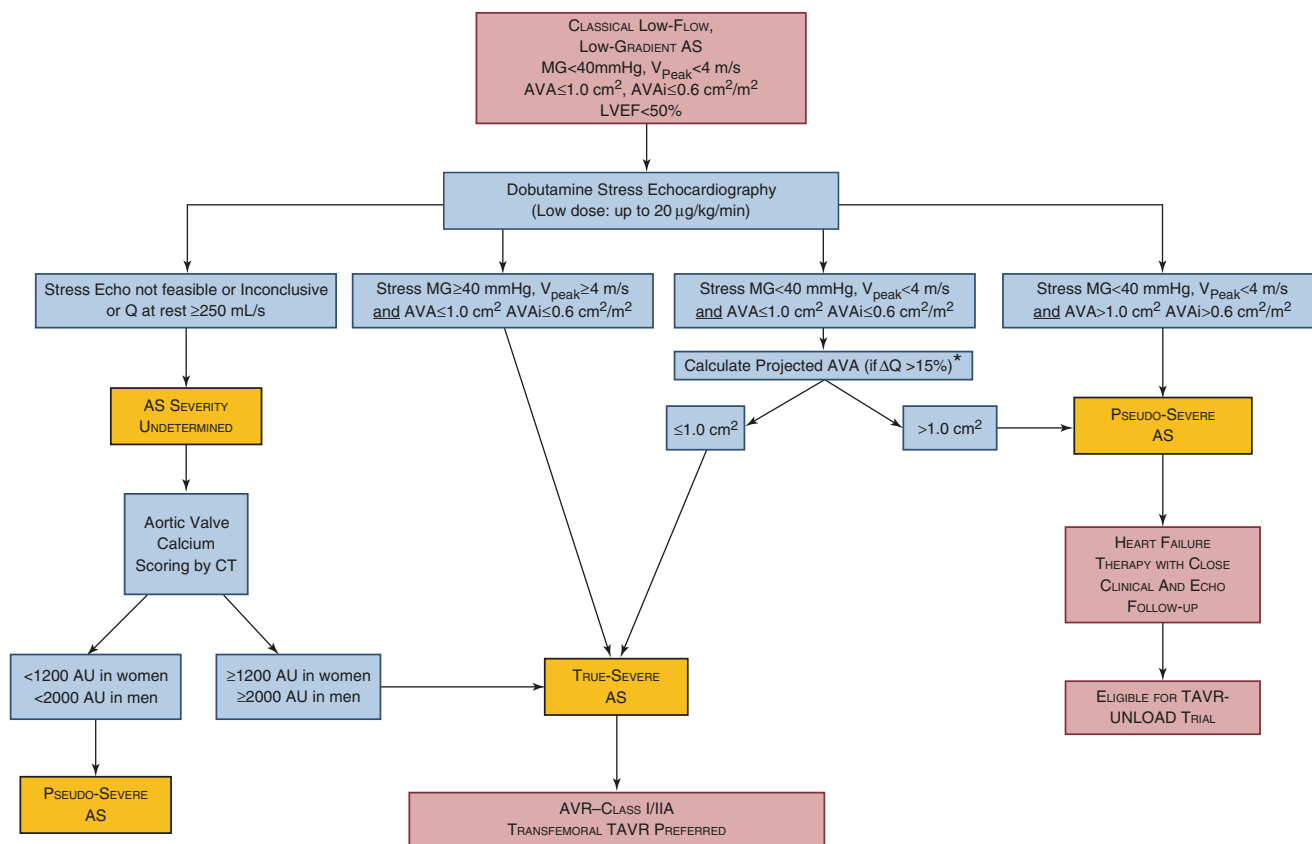 Classical Low-Flow,
Low-Gradient AS
MG<40mmHg, VPeak<4 m/s
AVA≤1.0 cm², AVAi≤0.6 cm²/m²
LVEF<50%
Dobutamine Stress Echocardiography
(Low dose: up to 20 μg/kg/min)
Stress Echo not feasible or Inconclusive
or Q at rest ≥250 mL/s
Stress MG≥40 mmHg, Vpeak≥4 m/s
and AVA≤1.0 cm² AVAi≤0.6 cm²/m²
Stress MG<40 mmHg, Vpeak<4 m/s
and AVA≤1.0 cm² AVAi≤0.6 cm²/m²
Stress MG<40 mmHg, VPeak<4 m/s
and AVA>1.0 cm² AVAi>0.6 cm²/m²
Calculate Projected AVA (if ΔQ >15%)*
AS Severity
Undetermined
≤1.0 cm²
>1.0 cm²
Pseudo-Severe
AS
Aortic Valve
Calcium
Scoring by CT
Heart Failure
Therapy with Close
Clinical And Echo
Follow-up
<1200 AU in women
<2000 AU in men
≥1200 AU in women
≥2000 AU in men
True-Severe
AS
Eligible for TAVR-
UNLOAD Trial
Pseudo-Severe
AS
AVR–Class I/IIA
Transfemoral TAVR Preferred